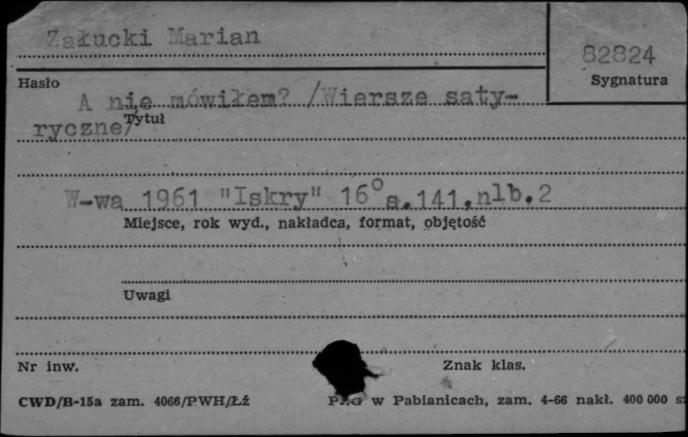 Załucki Marian
82824
Hasło
Sygnatura
A nie mówiłem? /Wiersze saty-
ryczne/
Tytuł
W-wa 1961 "Iskry" 16° s.141,nlb.2
Miejsce, rok wyd., nakładca, format, objętość
Uwagi
Nr inw.
Znak klas.
CWD/B-15a zam. 4066/PWH/Łź
w Pabianicach, zam. 4-66 nakł. 400 000